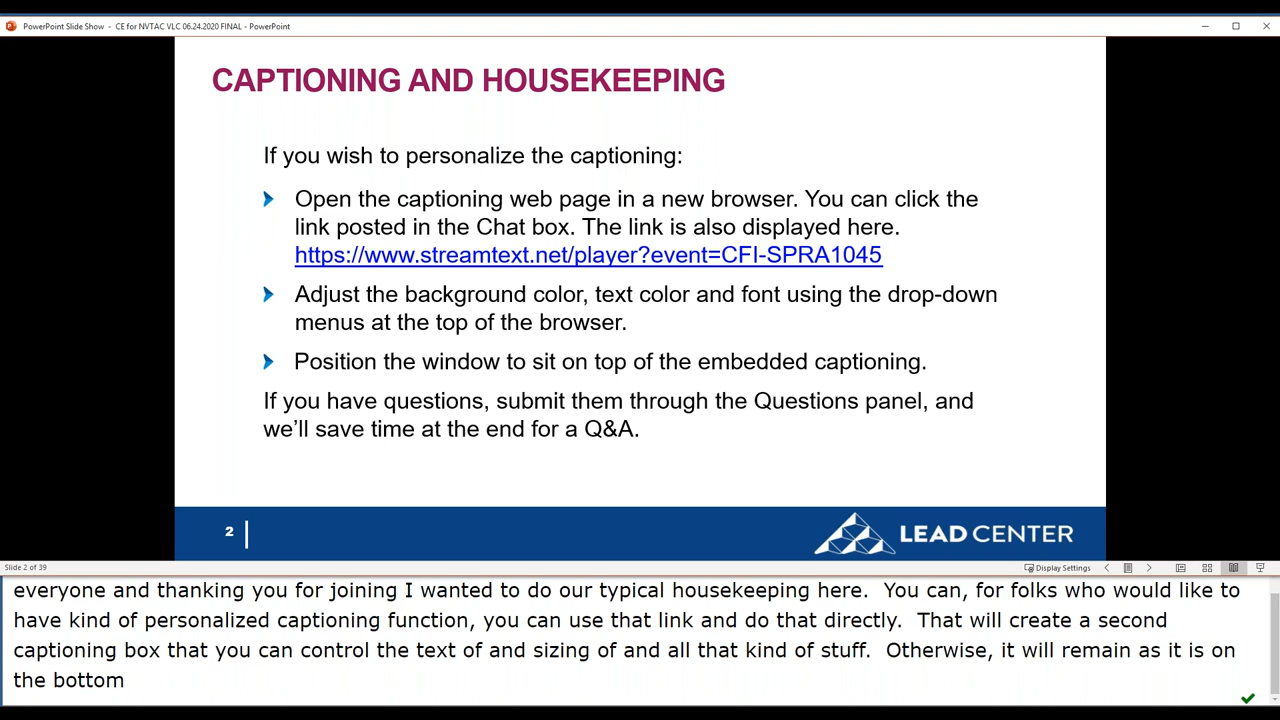 PowerPoint Slide Show - CE for NVTAC VLC 06.24.2020 FINAL - PowerPoint
CAPTIONING AND HOUSEKEEPING
If you wish to personalize the captioning:
Open the captioning web page in a new browser. You can click the
link posted in the Chat box. The link is also displayed here.
https://www.streamtext.net/player?event=CFI-SPRA1045
Adjust the background color, text color and font using the drop-down
menus at the top of the browser.
Position the window to sit on top of the embedded captioning.
If you have questions, submit them through the Questions panel, and
we’ll save time at the end for a Q&A.
2
LEAD CENTER
Slide 2 of 39
Display Settings
everyone and thanking you for joining I wanted to do our typical housekeeping here.  You can, for folks who would like to
have kind of personalized captioning function, you can use that link and do that directly.  That will create a second
captioning box that you can control the text of and sizing of and all that kind of stuff.  Otherwise, it will remain as it is on
the bottom